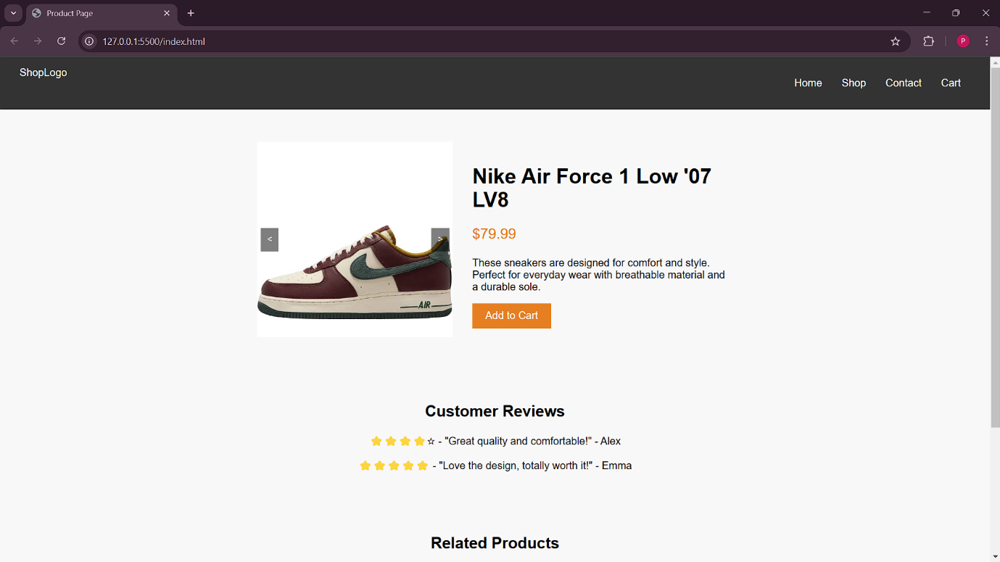 Product Page
127.0.0.1:5500/index.html
P
ShopLogo
Home Shop Contact Cart
< >
AIR
Nike Air Force 1 Low '07
LV8
$79.99
These sneakers are designed for comfort and style.
Perfect for everyday wear with breathable material and
a durable sole.
Add to Cart
Customer Reviews
⭐⭐⭐⭐☆ - "Great quality and comfortable!" - Alex
⭐⭐⭐⭐⭐ - "Love the design, totally worth it!" - Emma
Related Products